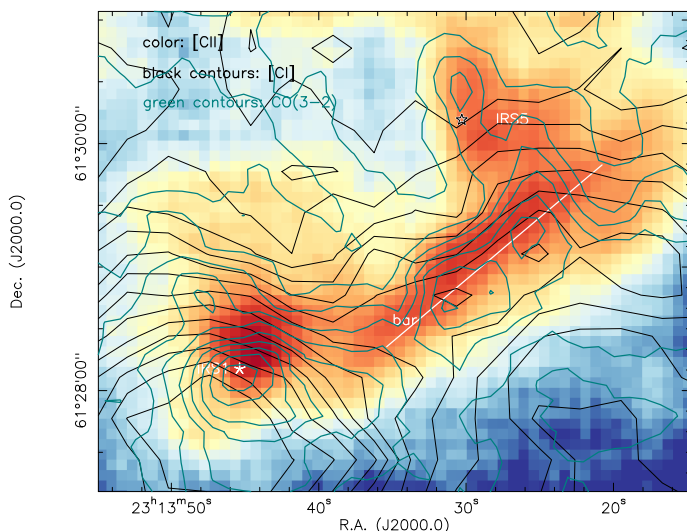 color: [CII]
black contours: [CI]
green contours: CO(3−2)
IRS5
bar
61°30'00"
61°28'00"
Dec. (J2000.0)
23ʰ13ᵐ50ˢ 40ˢ 30ˢ 20ˢ
R.A. (J2000.0)